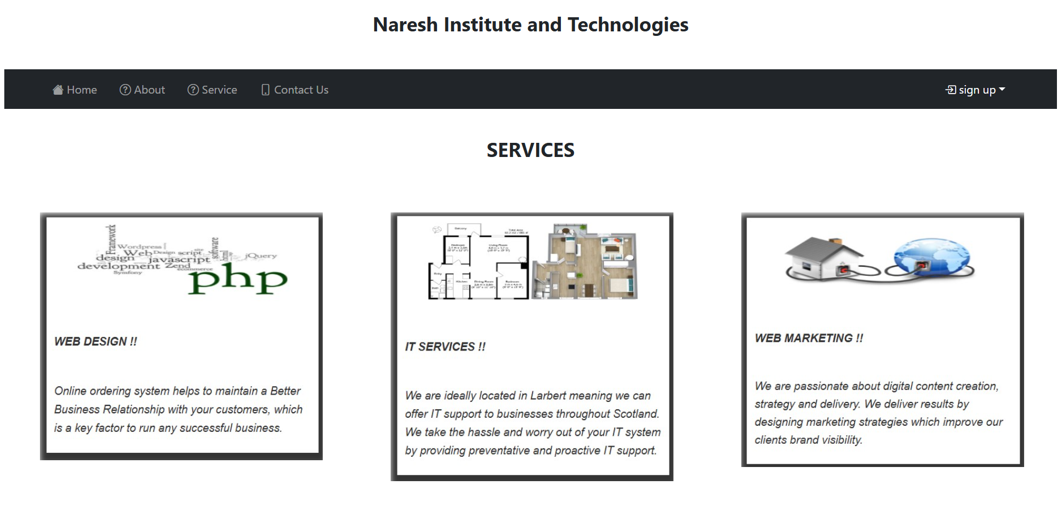 Naresh Institute and Technologies
Home About Service Contact Us sign up
SERVICES
Framework
Wordpress
software
Web Design script
design javascript jQuery
development Zend
Symfony
php
WEB DESIGN !!
Online ordering system helps to maintain a Better
Business Relationship with your customers, which
is a key factor to run any successful business.
IT SERVICES !!
We are ideally located in Larbert meaning we can
offer IT support to businesses throughout Scotland.
We take the hassle and worry out of your IT system
by providing preventative and proactive IT support.
WEB MARKETING !!
We are passionate about digital content creation,
strategy and delivery. We deliver results by
designing marketing strategies which improve our
clients brand visibility.